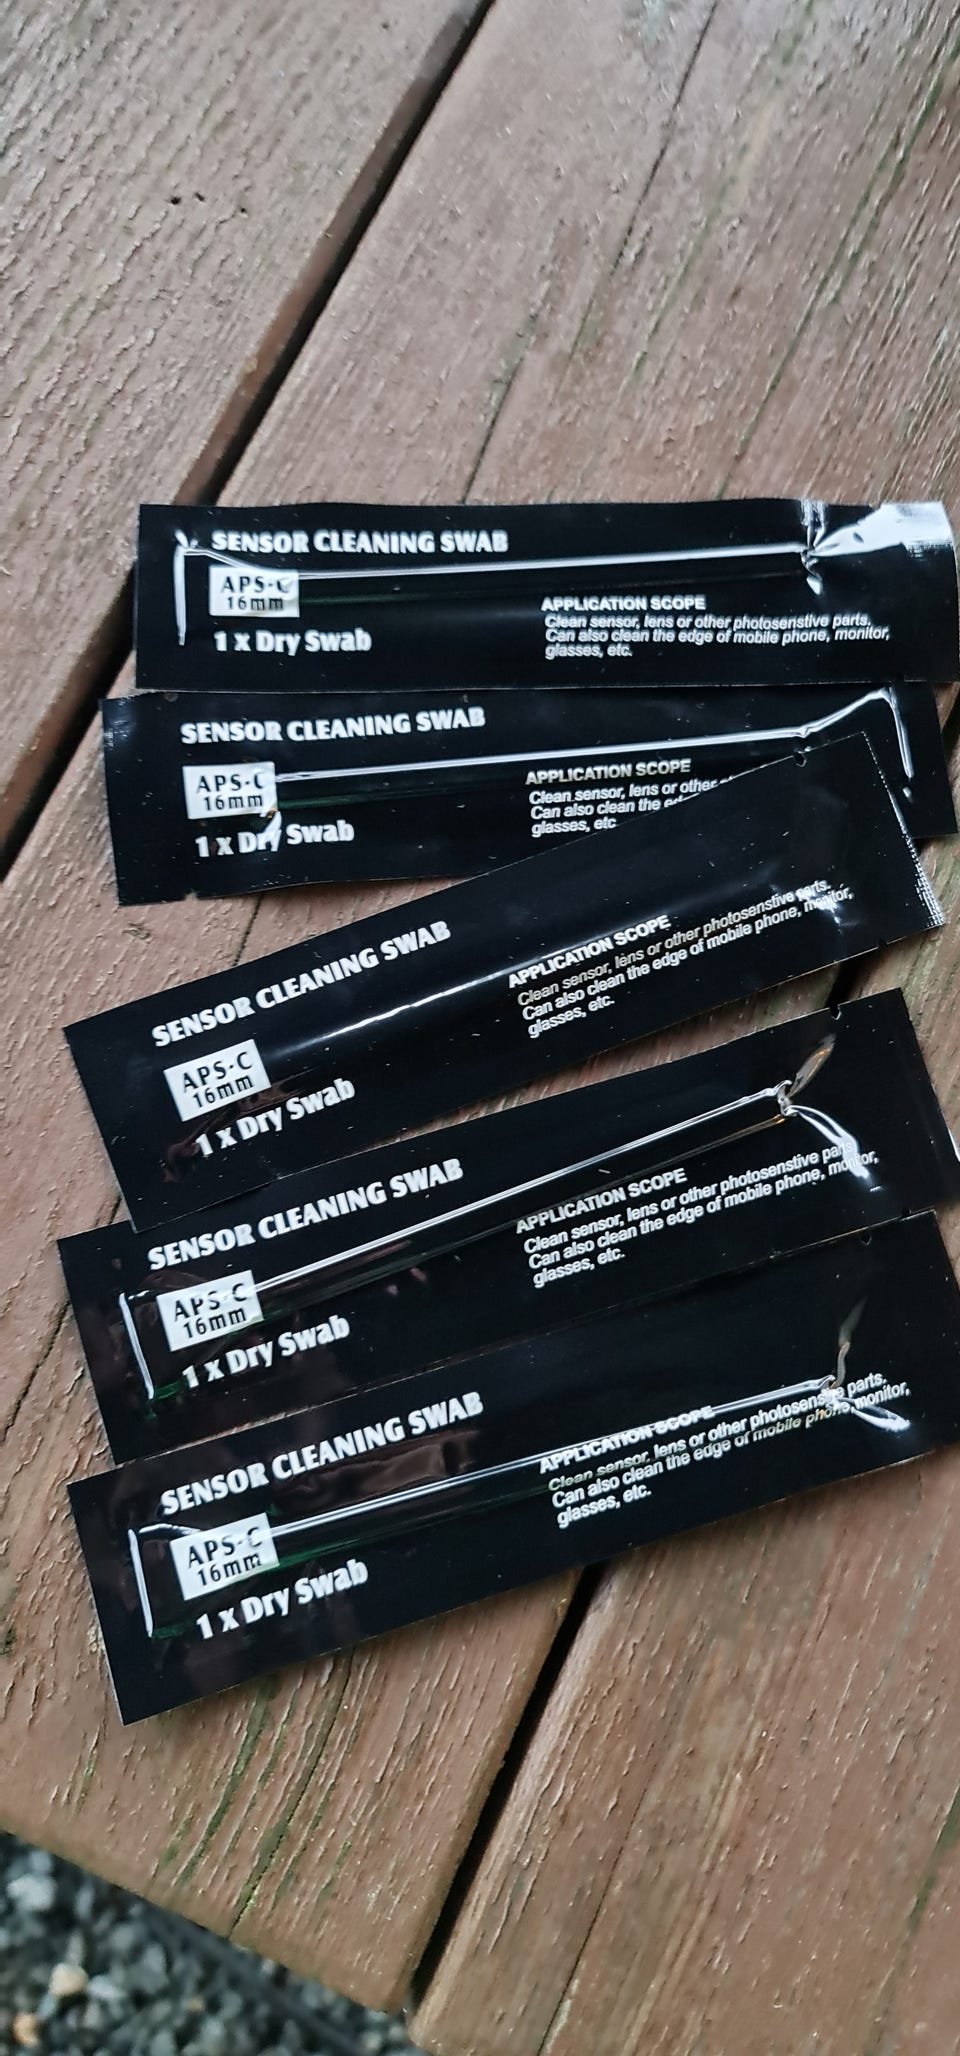 SENSOR CLEANING SWAB
APS-C
16mm
1 x Dry Swab
APPLICATION SCOPE
Clean sensor, lens or other photosenstive parts.
Can also clean the edge of mobile phone, monitor,
glasses, etc.
SENSOR CLEANING SWAB
APS-C
16mm
1 x Dry Swab
APPLICATION SCOPE
Clean sensor, lens or other
Can also clean the
glasses, etc
SENSOR CLEANING SWAB
APS-C
16mm
1 x Dry Swab
APPLICATION SCOPE
Clean sensor, lens or other photosenstive parts.
Can also clean the edge of mobile phone, monitor,
glasses, etc.
SENSOR CLEANING SWAB
APS-C
16mm
1 x Dry Swab
APPLICATION SCOPE
Clean sensor, lens or other photosenstive
Can also clean the edge of mobile phone, monitor,
glasses, etc.
SENSOR CLEANING SWAB
APS-C
16mm
1 x Dry Swab
APPLICATION SCOPE
Clean sensor, lens or other photosenstive parts.
Can also clean the edge of mobile phone, monitor,
glasses, etc.